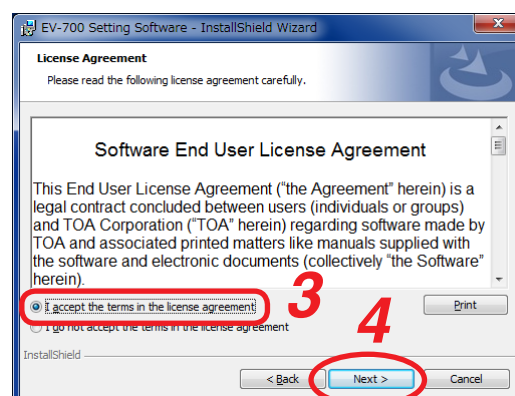 EV-700 Setting Software - InstallShield Wizard
License Agreement
Please read the following license agreement carefully.
Software End User License Agreement
This End User License Agreement ("the Agreement" herein) is a
legal contract concluded between users (individuals or groups)
and TOA Corporation ("TOA" herein) regarding software made by
TOA and associated printed matters like manuals supplied with
the software and electronic documents (collectively "the Software"
herein).
I accept the terms in the license agreement
3
Print
I do not accept the terms in the license agreement
4
InstallShield
< Back
Next >
Cancel